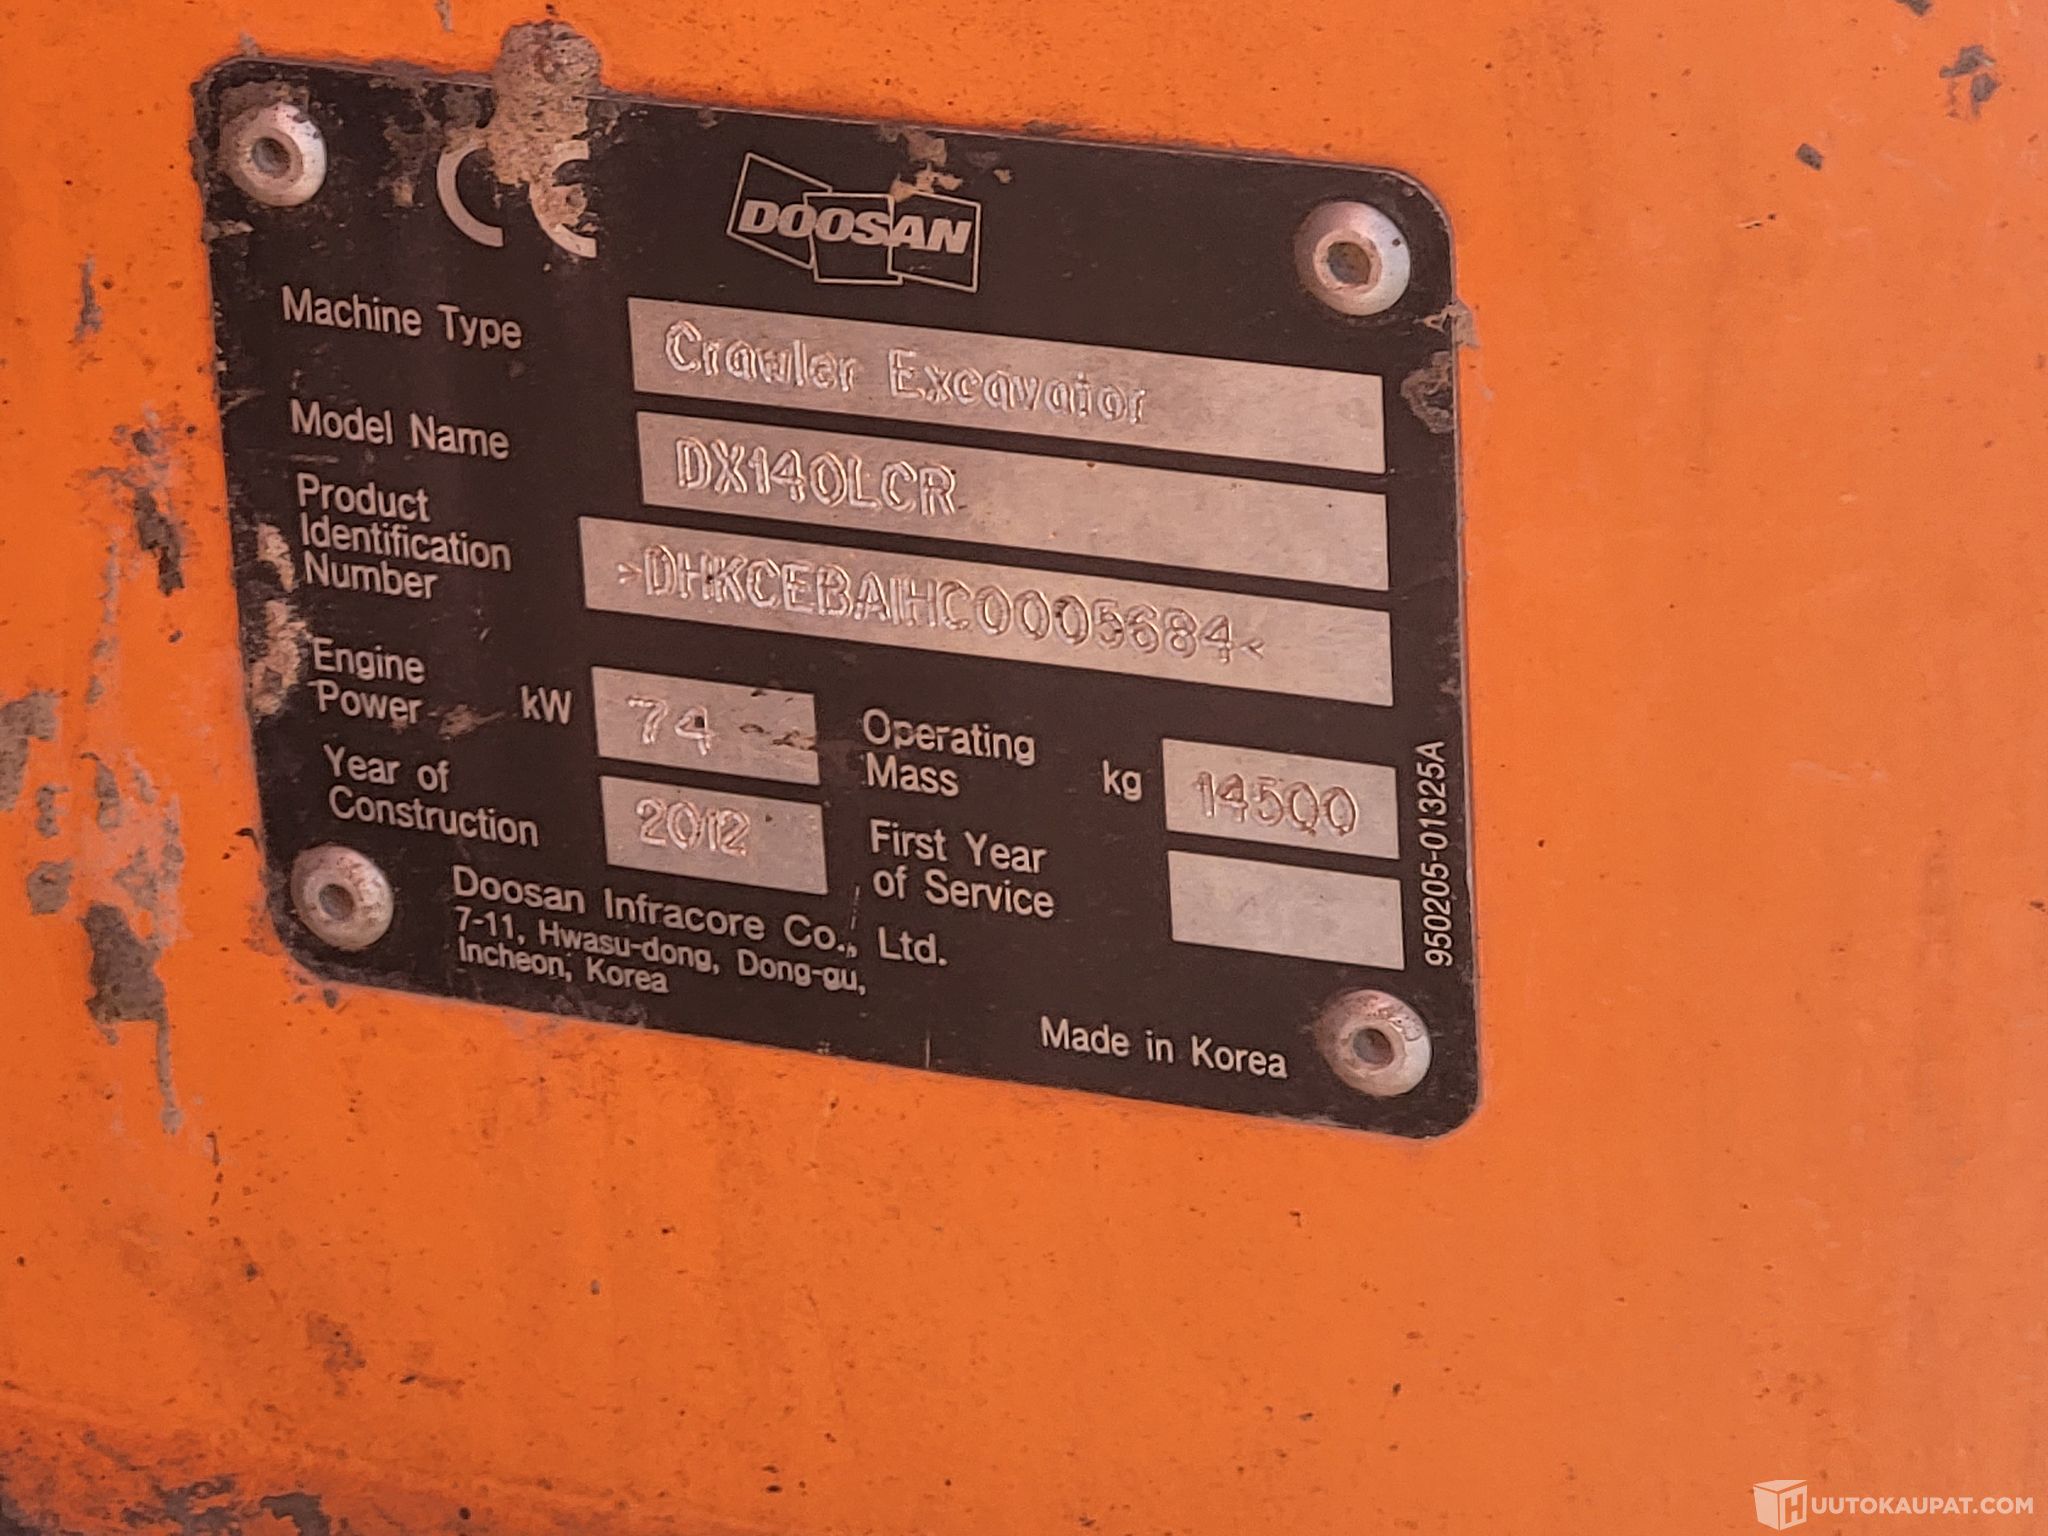 CE
DOOSAN
Machine Type Crawler Excavator
Model Name DX140LCR
Product
Identification
Number >DHKCEBAIHC0005684<
Engine
Power kW 74
Operating
Mass kg 14500
Year of
Construction 2012
First Year
of Service
Doosan Infracore Co., Ltd.
7-11, Hwasu-dong, Dong-gu,
Incheon, Korea
Made in Korea
950205-01325A
HUUTOKAUPAT.COM